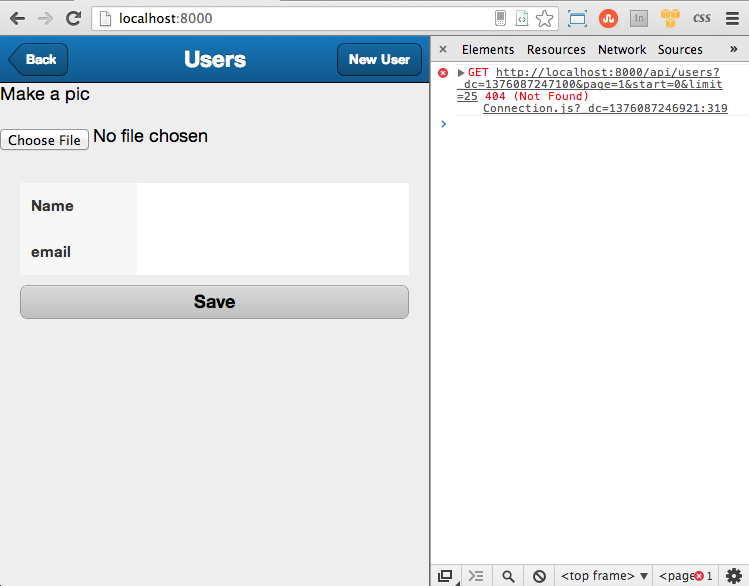 localhost:8000
In
css
Back
Users
New User
Make a pic
Choose File No file chosen
Name
email
Save
× Elements Resources Network Sources »
GET http://localhost:8000/api/users?
_dc=1376087247100&page=1&start=0&limit
=25 404 (Not Found)
Connection.js?_dc=1376087246921:319
<top frame> ▼ <page 1